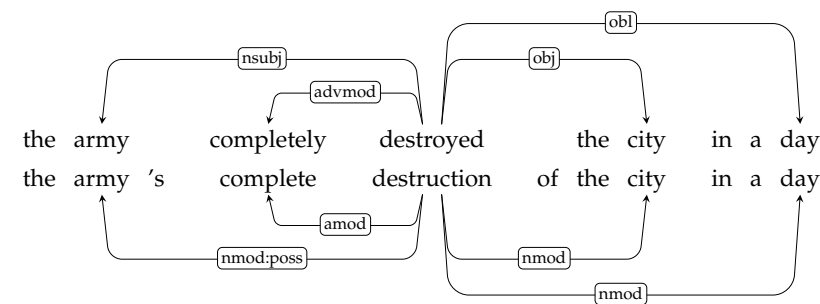 obl
nsubj obj
advmod
the army completely destroyed the city in a day
the army 's complete destruction of the city in a day
amod
nmod:poss nmod
nmod